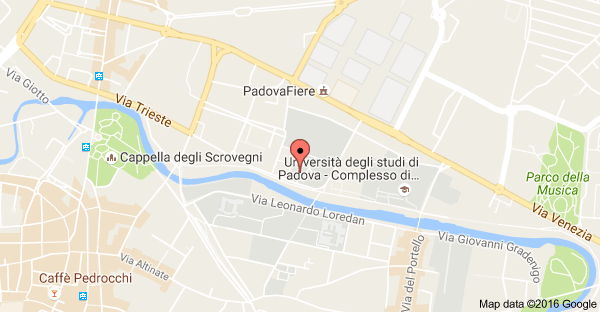 Via Giotto
Via Trieste
PadovaFiere
Cappella degli Scrovegni
Università degli studi di
Padova - Complesso di...
Parco della
Musica
Via Venezia
Via Leonardo Loredan
Via Giovanni Gradenigo
Via Altinate
Via del Portello
Caffè Pedrocchi
Map data ©2016 Google